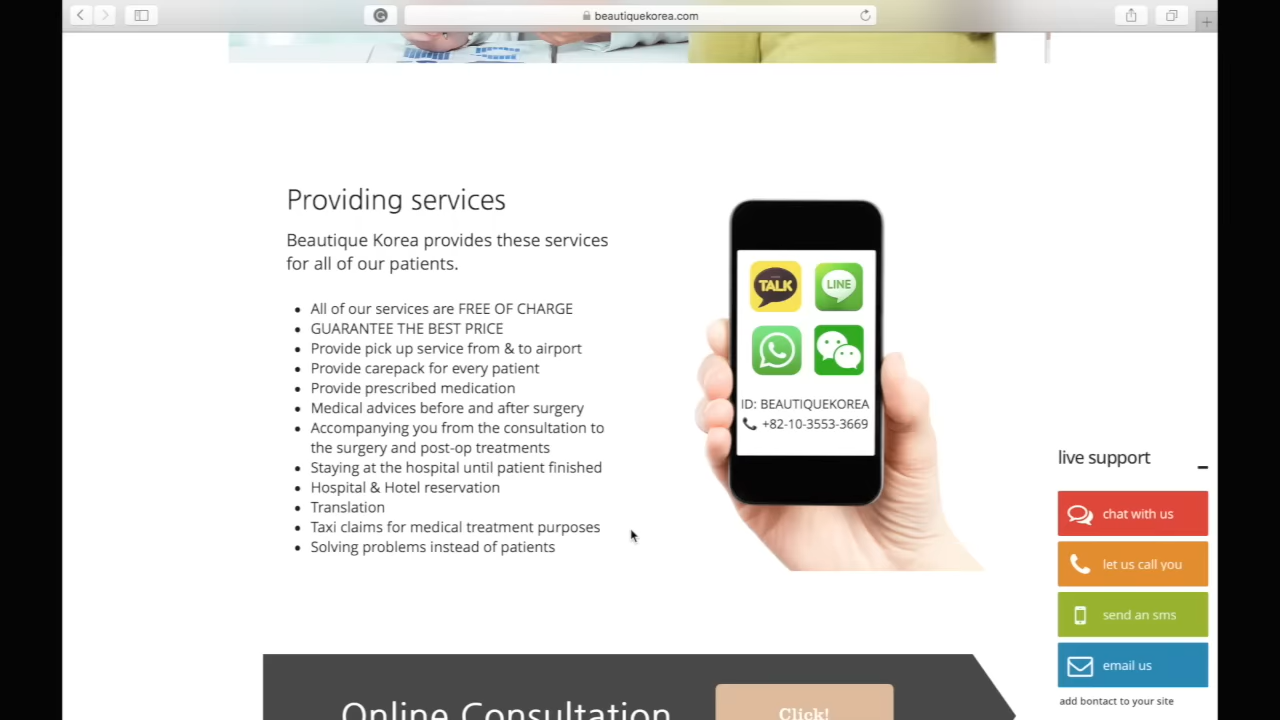 beautiquekorea.com
Providing services
Beautique Korea provides these services
for all of our patients.
All of our services are FREE OF CHARGE
GUARANTEE THE BEST PRICE
Provide pick up service from & to airport
Provide carepack for every patient
Provide prescribed medication
Medical advices before and after surgery
Accompanying you from the consultation to
the surgery and post-op treatments
Staying at the hospital until patient finished
Hospital & Hotel reservation
Translation
Taxi claims for medical treatment purposes
Solving problems instead of patients
TALK
LINE
ID: BEAUTIQUEKOREA
+82-10-3553-3669
live support
chat with us
let us call you
send an sms
email us
add bontact to your site
Online Consultation
Click!